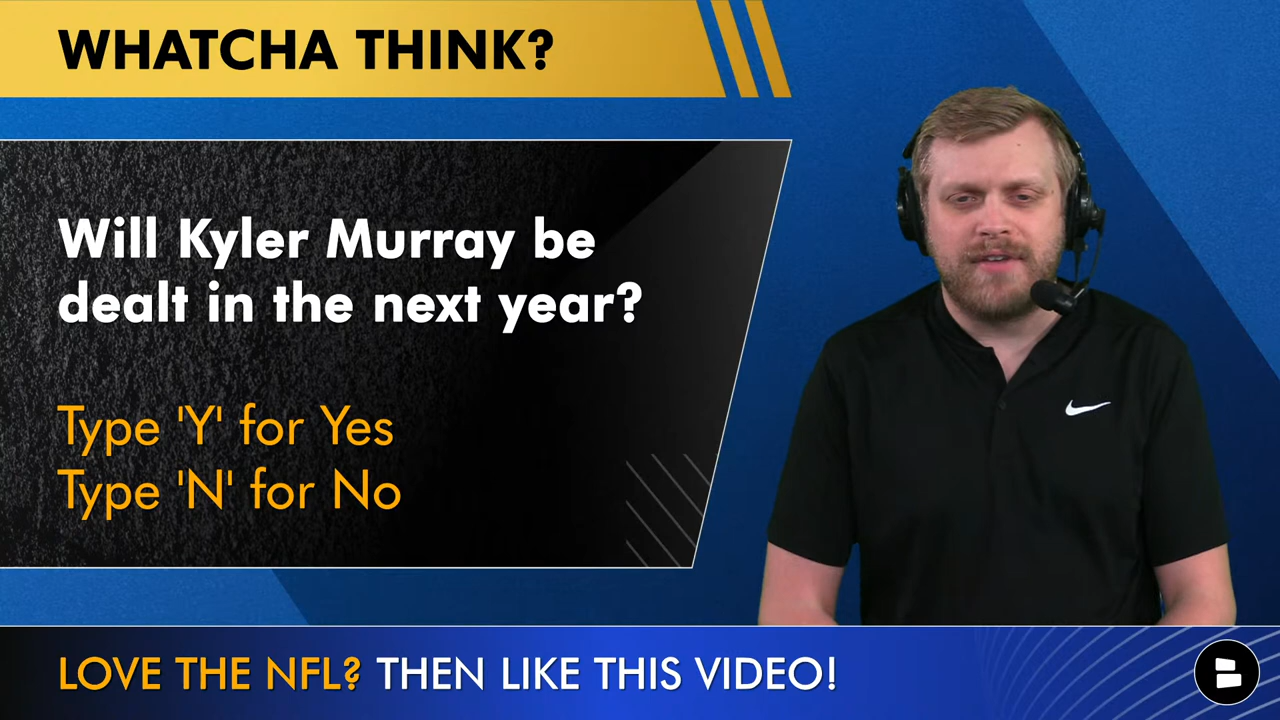 WHATCHA THINK?
Will Kyler Murray be
dealt in the next year?
Type 'Y' for Yes
Type 'N' for No
LOVE THE NFL? THEN LIKE THIS VIDEO!